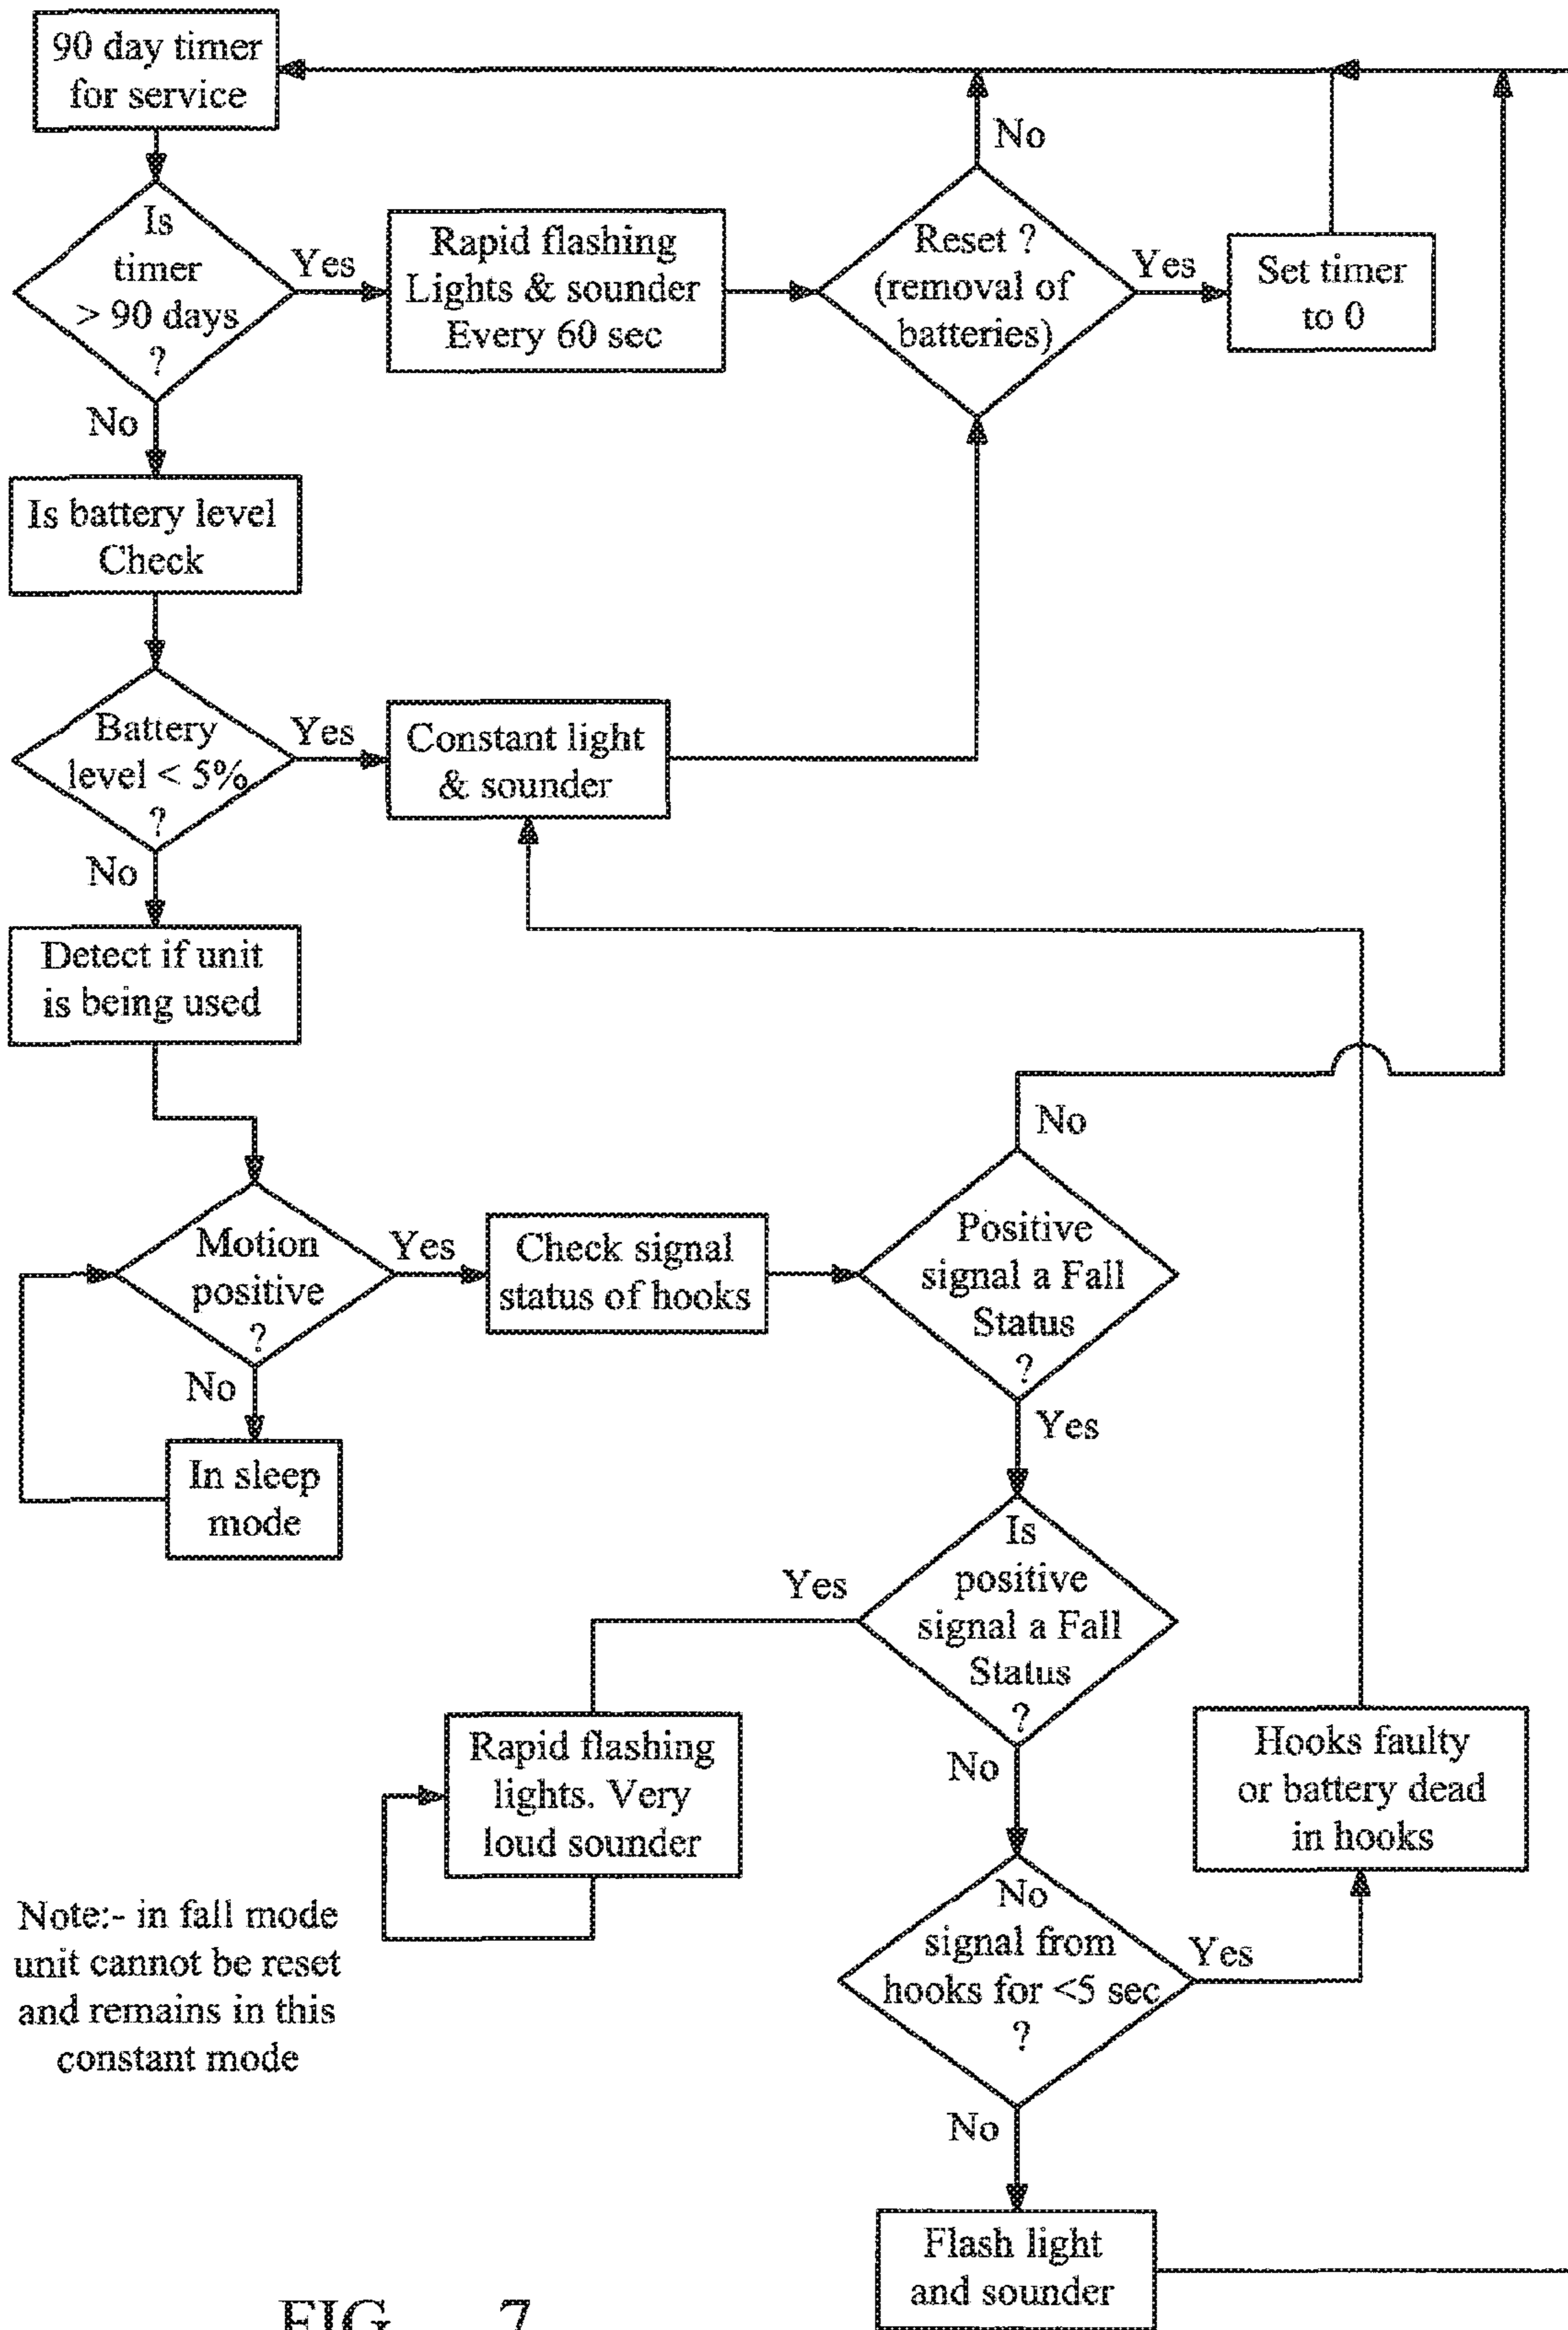 90 day timer
for service
Is
timer
> 90 days
?
Yes
No
Rapid flashing
Lights & sounder
Every 60 sec
Reset ?
(removal of
batteries)
No
Yes
Set timer
to 0
Is battery level
Check
Battery
level < 5%
?
Yes
No
Constant light
& sounder
Detect if unit
is being used
Motion
positive
?
Yes
No
In sleep
mode
Check signal
status of hooks
Positive
signal a Fall
Status
?
No
Yes
Is
positive
signal a Fall
Status
?
Yes
No
Rapid flashing
lights. Very
loud sounder
Hooks faulty
or battery dead
in hooks
No
signal from
hooks for <5 sec
?
Yes
No
Flash light
and sounder
Note:- in fall mode
unit cannot be reset
and remains in this
constant mode
FIG 7